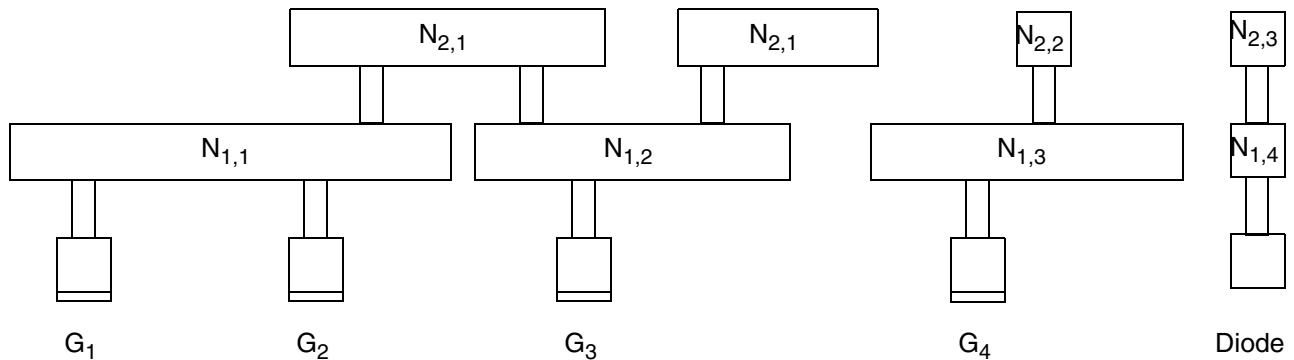 N2,1 N2,1 N2,2 N2,3
N1,1 N1,2 N1,3 N1,4
G1 G2 G3 G4 Diode